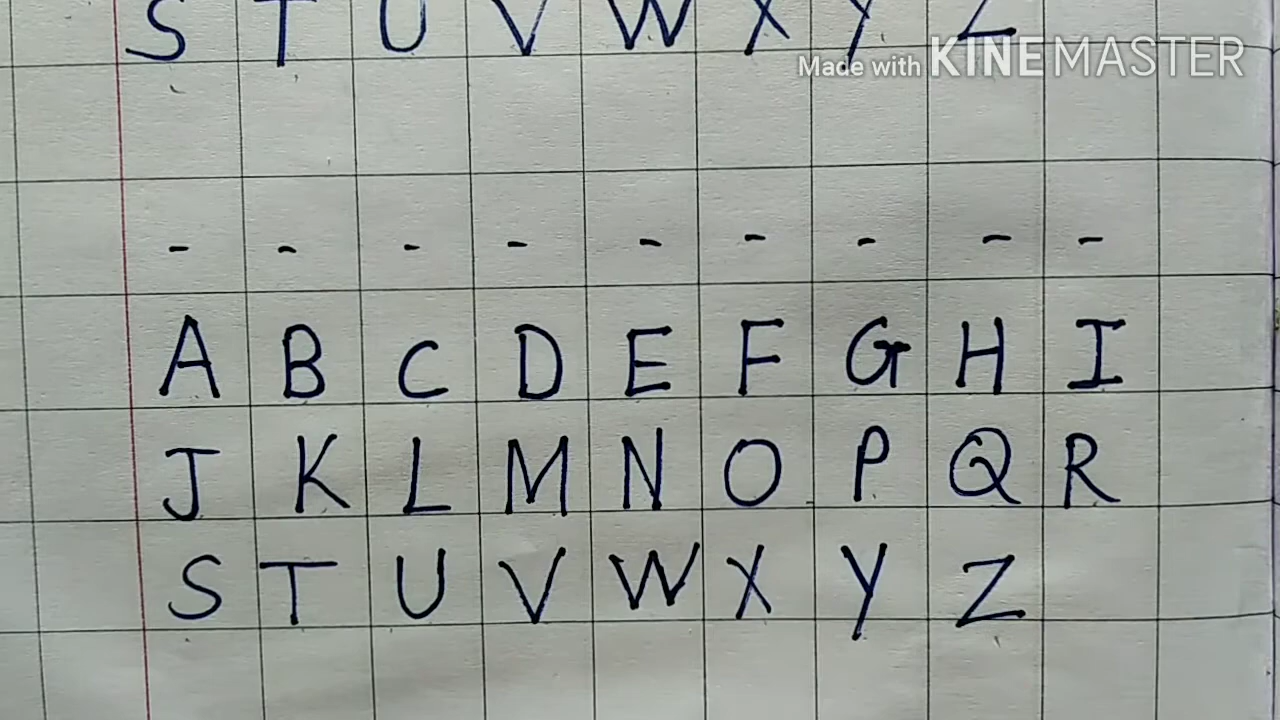 S T U V W X Y Z
Made with KINEMASTER
- - - - - - - - -
A B C D E F G H I
J K L M N O P Q R
S T U V W X Y Z